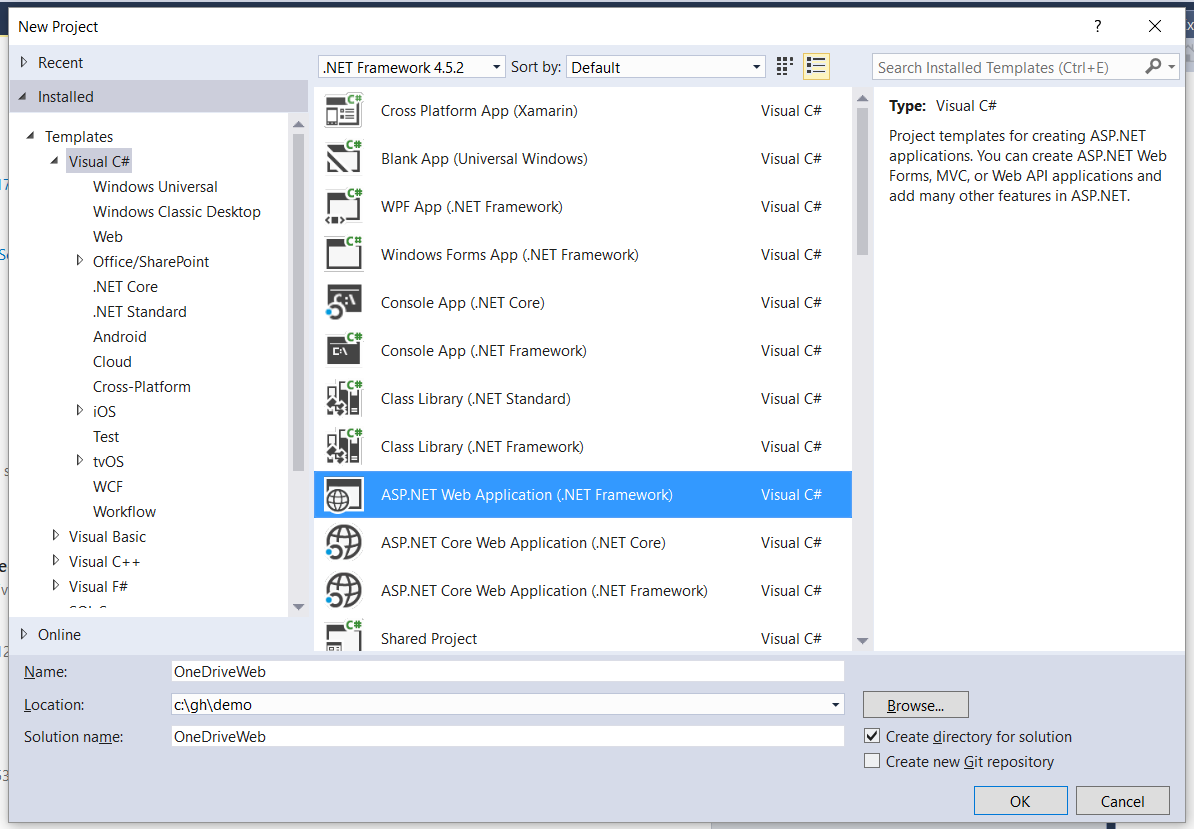 New Project
?
Recent
Installed
Templates
Visual C#
Windows Universal
Windows Classic Desktop
Web
Office/SharePoint
.NET Core
.NET Standard
Android
Cloud
Cross-Platform
iOS
Test
tvOS
WCF
Workflow
Visual Basic
Visual C++
Visual F#
Online
.NET Framework 4.5.2
Sort by:
Default
Search Installed Templates (Ctrl+E)
Cross Platform App (Xamarin) Visual C#
Blank App (Universal Windows) Visual C#
WPF App (.NET Framework) Visual C#
Windows Forms App (.NET Framework) Visual C#
Console App (.NET Core) Visual C#
Console App (.NET Framework) Visual C#
Class Library (.NET Standard) Visual C#
Class Library (.NET Framework) Visual C#
ASP.NET Web Application (.NET Framework) Visual C#
ASP.NET Core Web Application (.NET Core) Visual C#
ASP.NET Core Web Application (.NET Framework) Visual C#
Shared Project Visual C#
Type: Visual C#
Project templates for creating ASP.NET
applications. You can create ASP.NET Web
Forms, MVC, or Web API applications and
add many other features in ASP.NET.
Name: OneDriveWeb
Location: c:\gh\demo
Browse...
Solution name: OneDriveWeb
Create directory for solution
Create new Git repository
OK
Cancel